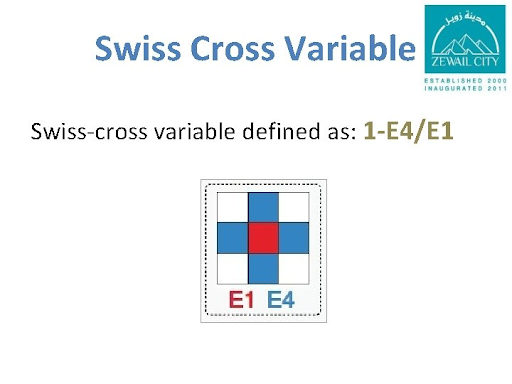 Swiss Cross Variable
مدينة زويل
ZEWAIL CITY
ESTABLISHED 2000
INAUGURATED 2011
Swiss-cross variable defined as: 1-E4/E1
E1 E4